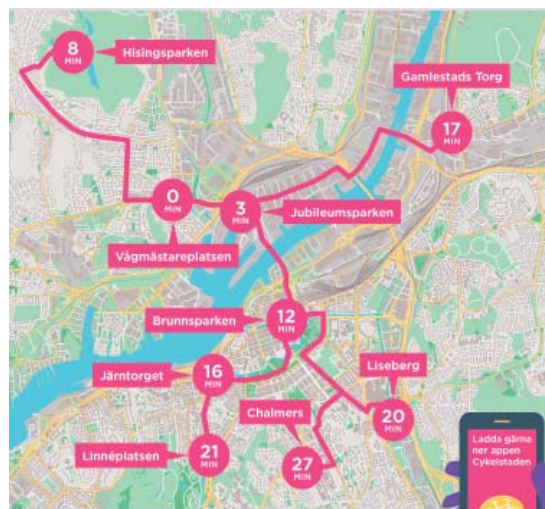 8
MIN
Hisingsparken
Gamlestads Torg
17
MIN
0
MIN
3
MIN
Jubileumsparken
Vågmästareplatsen
12
MIN
Brunnsparken
Järntorget
16
MIN
Liseberg
20
MIN
Chalmers
Linnéplatsen
21
MIN
27
MIN
Ladda gärna
ner appen
Cykelstaden